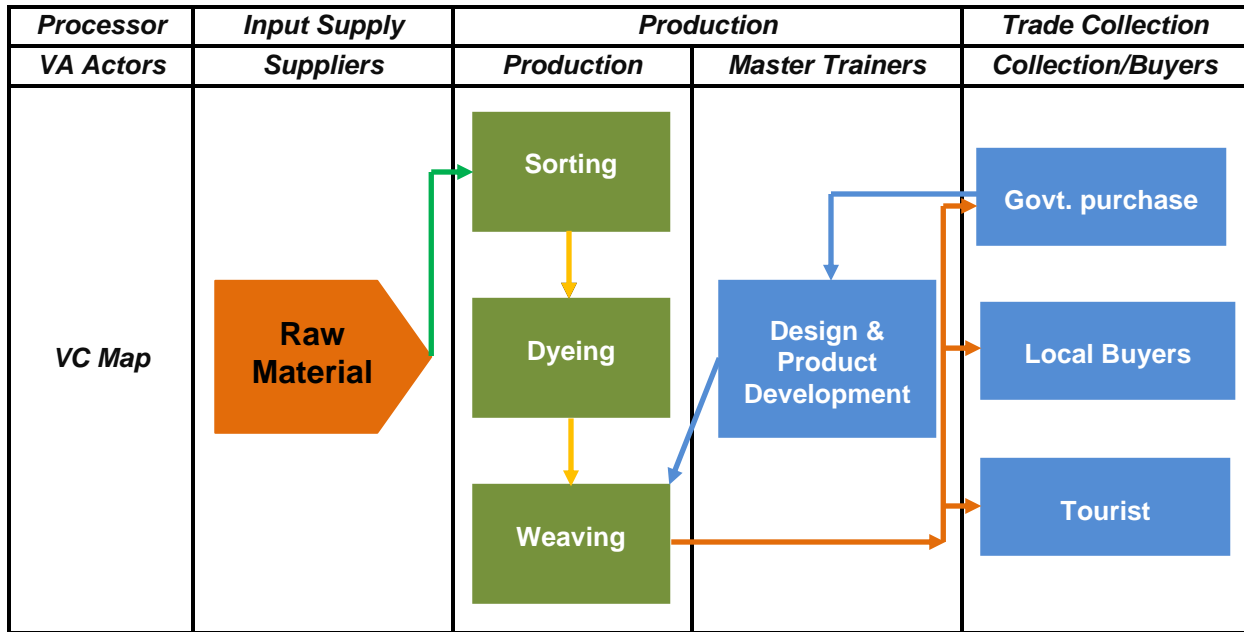 Processor Input Supply Production Trade Collection
VA Actors Suppliers Production Master Trainers Collection/Buyers
VC Map
Raw
Material
Sorting
Dyeing
Weaving
Design &
Product
Development
Govt. purchase
Local Buyers
Tourist